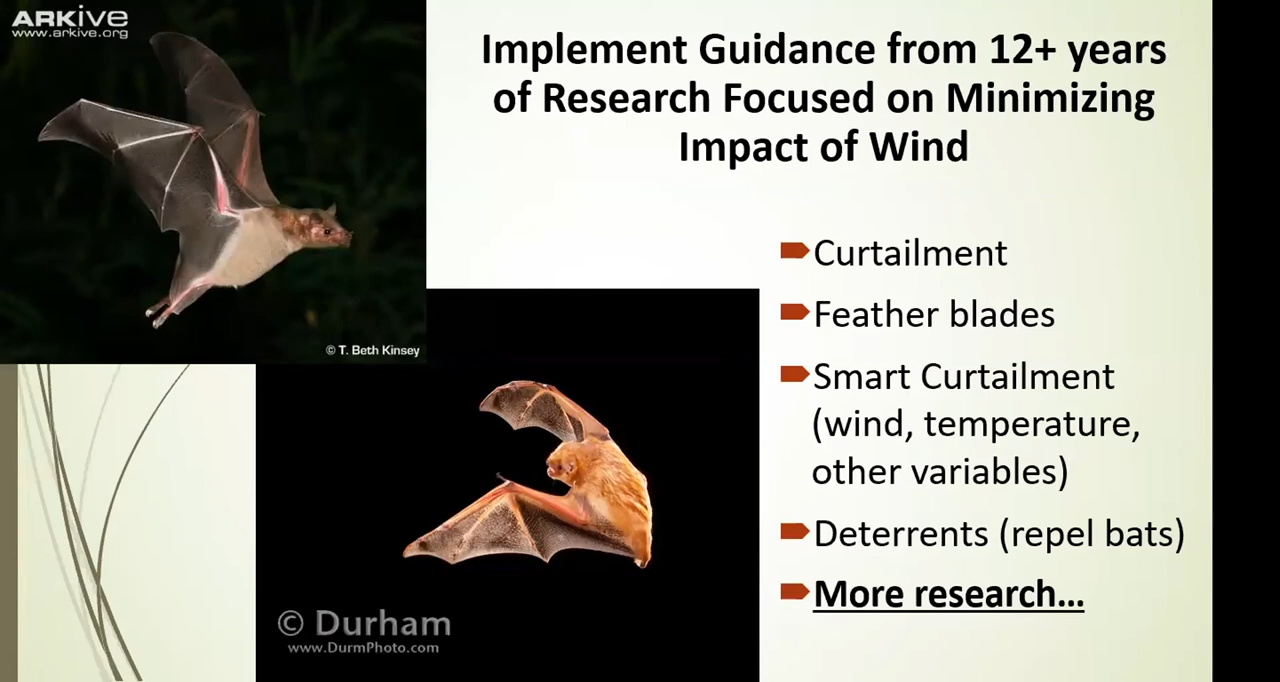 ARKive
www.arkive.org
Implement Guidance from 12+ years
of Research Focused on Minimizing
Impact of Wind
© T. Beth Kinsey
Curtailment
Feather blades
Smart Curtailment
(wind, temperature,
other variables)
Deterrents (repel bats)
More research...
© Durham
www.DurmPhoto.com